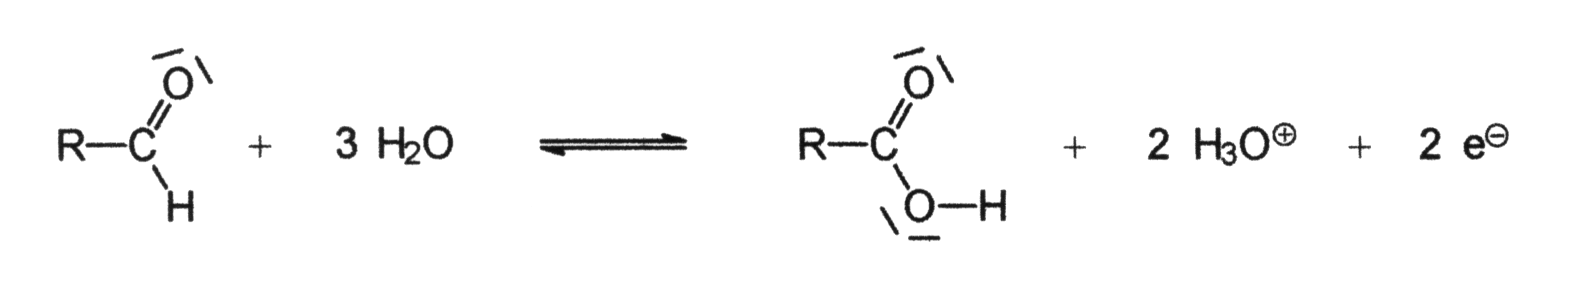 O O
R C + 3 H₂O R C + 2 H₃O⊕ + 2 e⊖
H O H